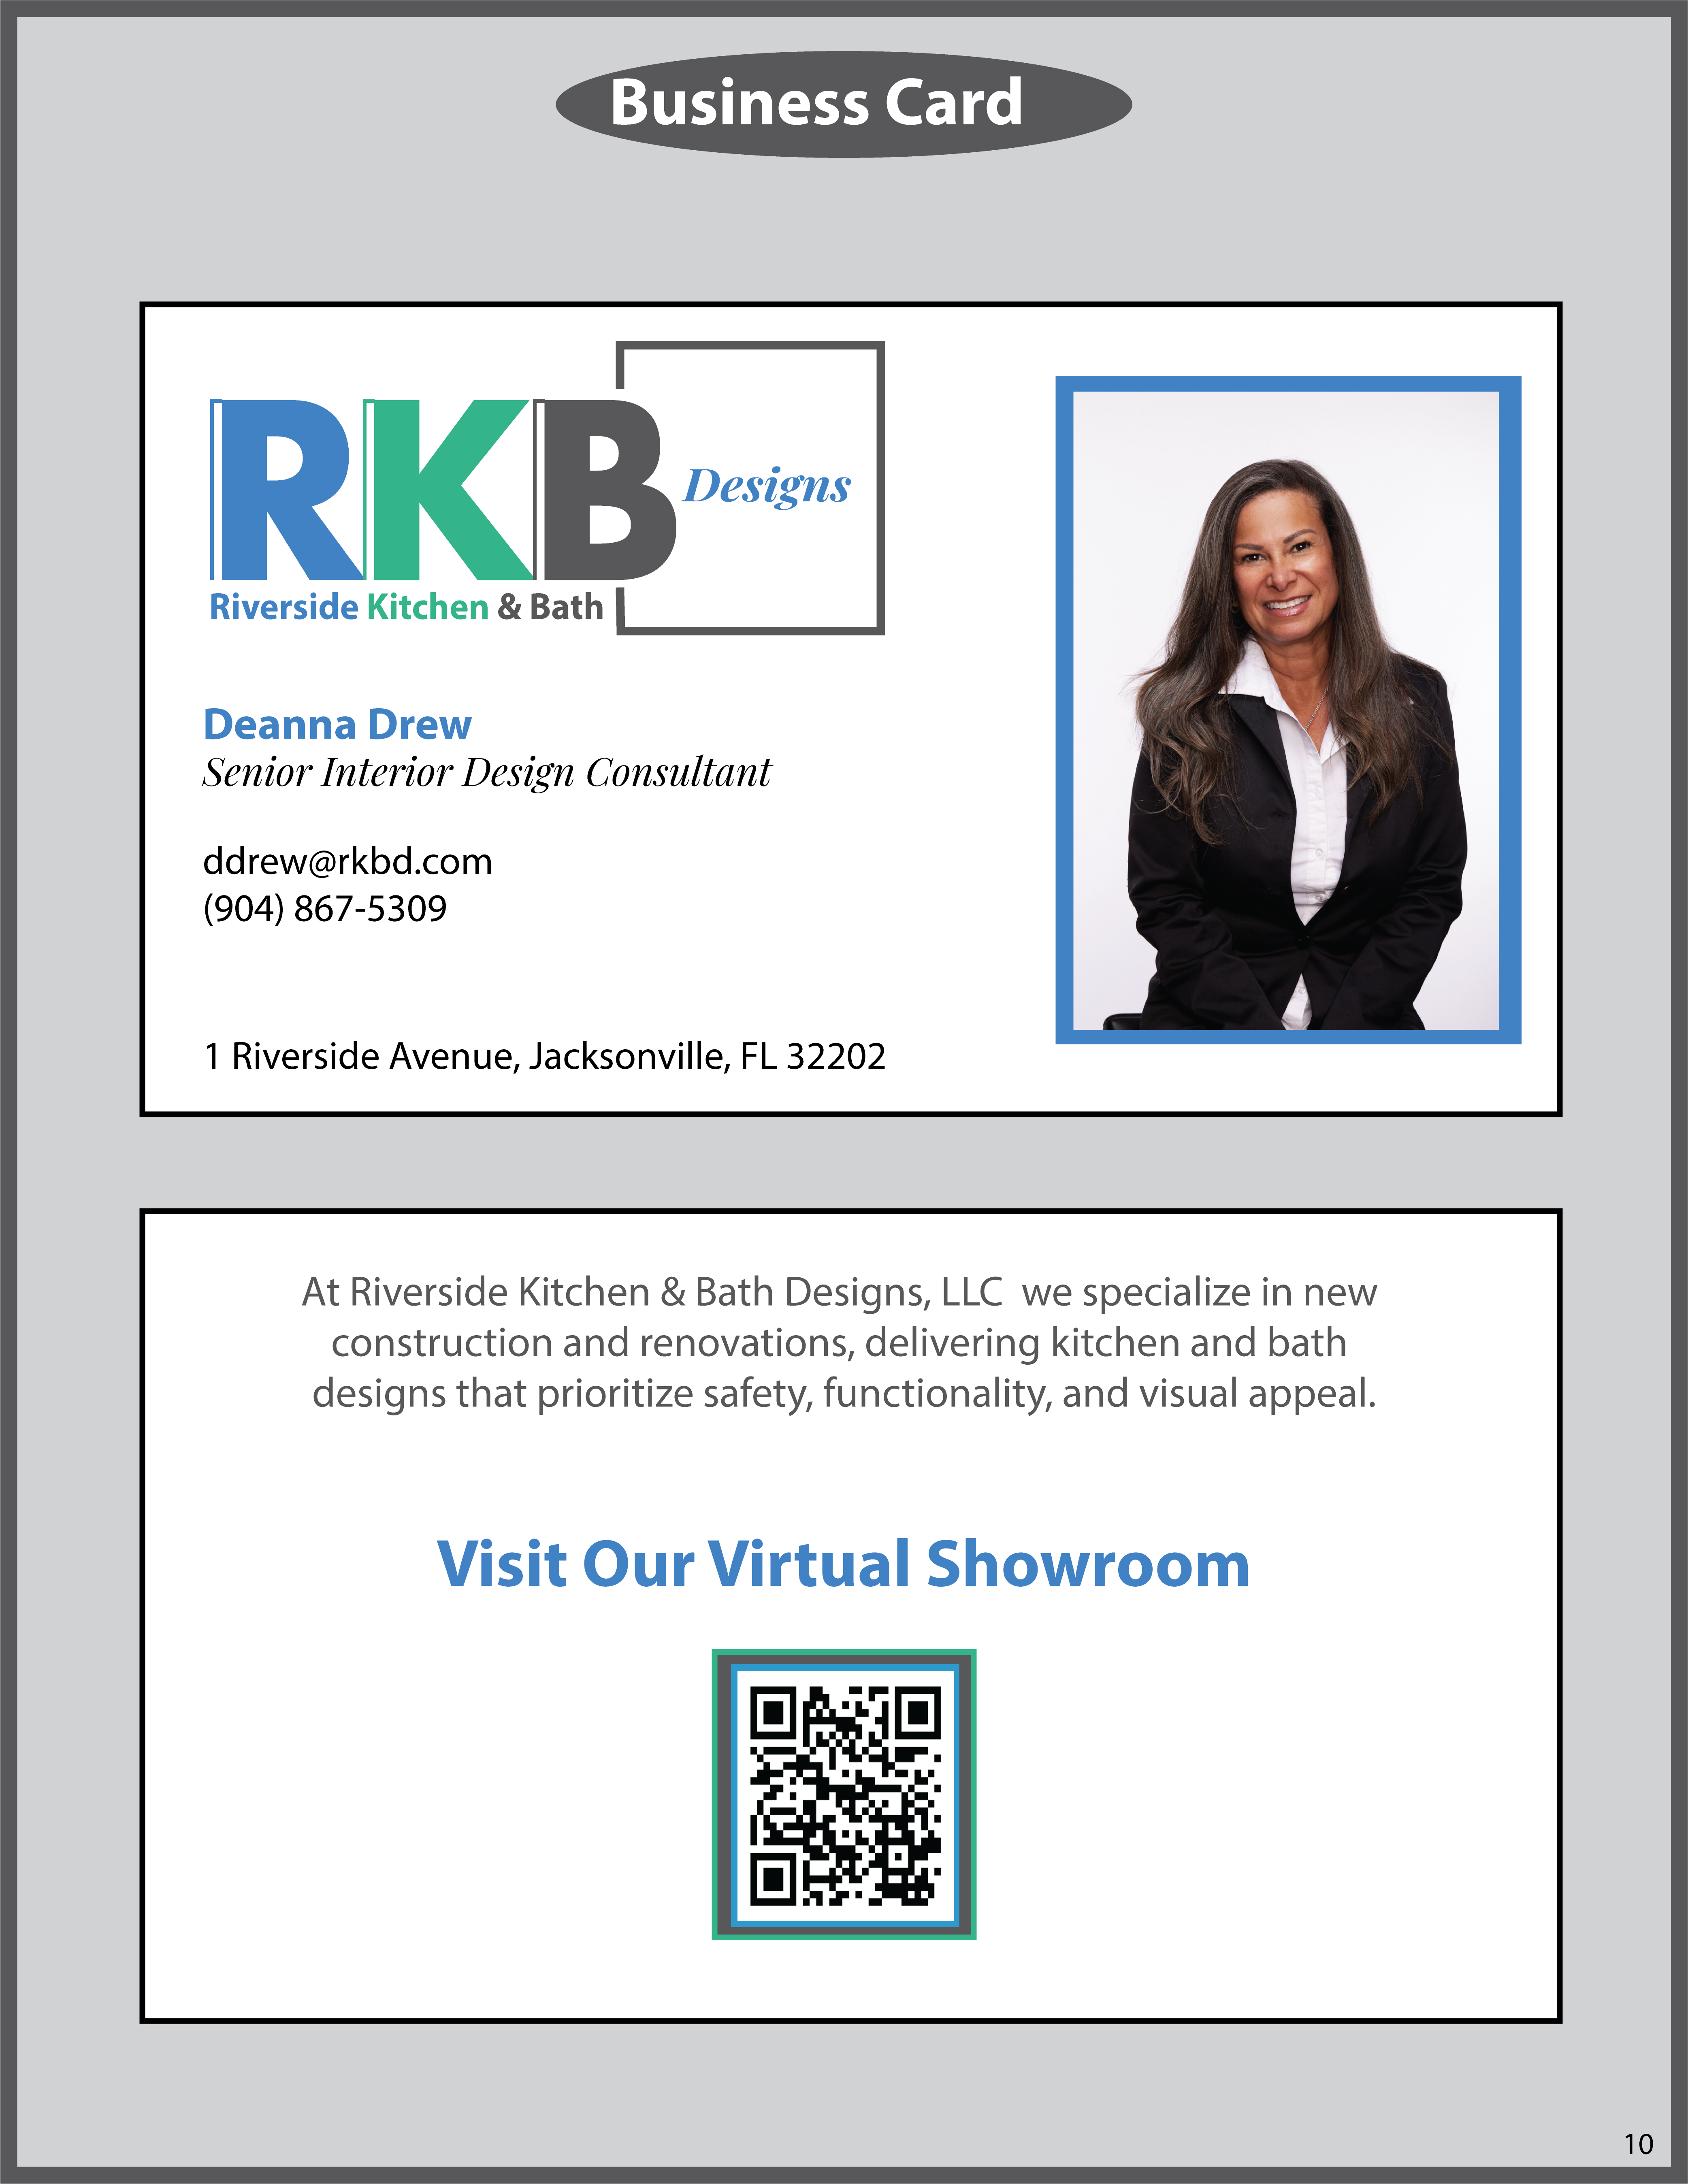 Business Card
RKB
Designs
Riverside Kitchen & Bath
Deanna Drew
Senior Interior Design Consultant
ddrew@rkbd.com
(904) 867-5309
1 Riverside Avenue, Jacksonville, FL 32202
At Riverside Kitchen & Bath Designs, LLC  we specialize in new
construction and renovations, delivering kitchen and bath
designs that prioritize safety, functionality, and visual appeal.
Visit Our Virtual Showroom
10